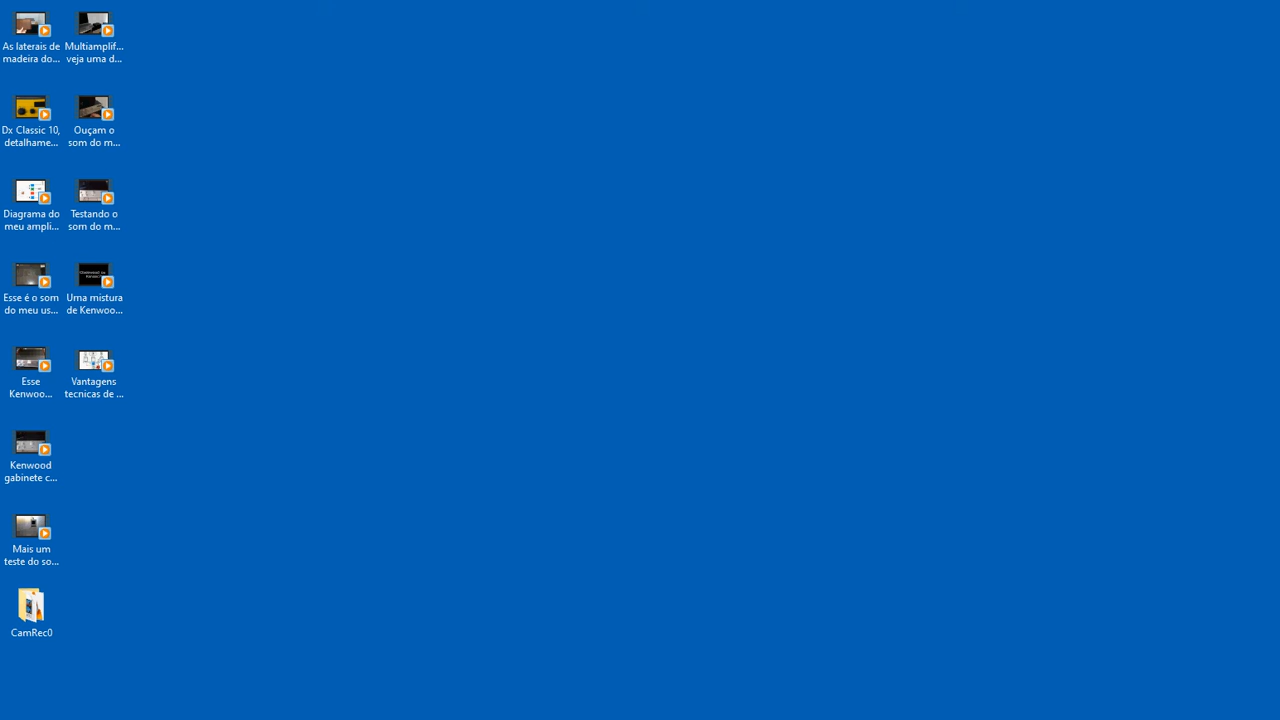 As laterais de
madeira do...
Multiamplif...
veja uma d...
Dx Classic 10,
detalhame...
Ouçam o
som do m...
Diagrama do
meu ampli...
Testando o
som do m...
Esse é o som
do meu us...
Uma mistura
de Kenwoo...
Esse
Kenwoo...
Vantagens
tecnicas de ...
Kenwood
gabinete c...
Mais um
teste do so...
CamRec0